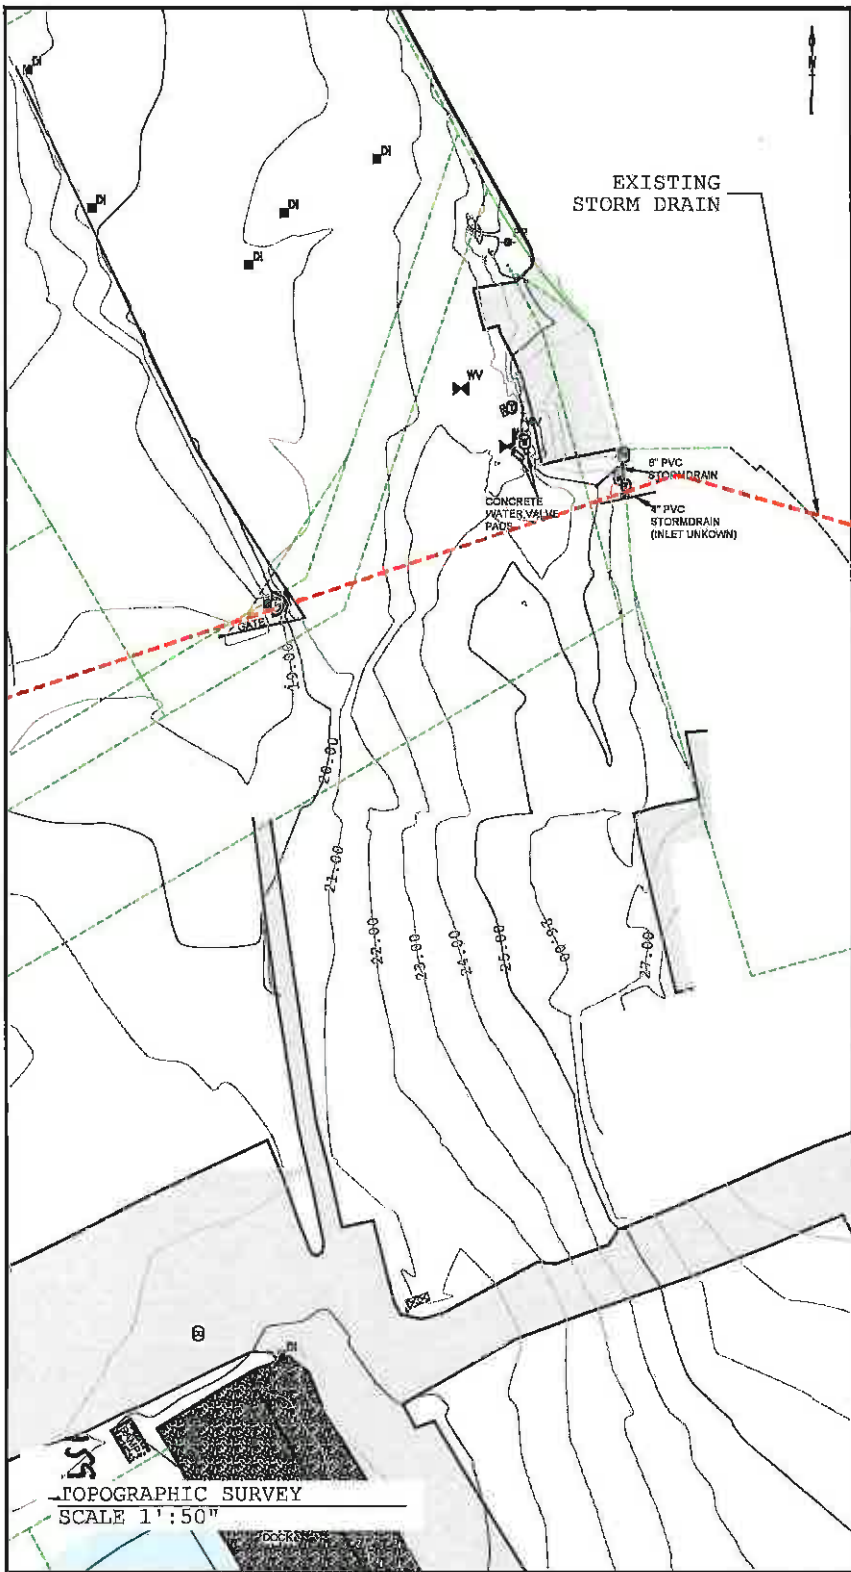 DI
DI
DI
DI
DI
N
EXISTING
STORM DRAIN
WV
WV
6" PVC
STORMDRAIN
CONCRETE
WATER VALVE
PADS
4" PVC
STORMDRAIN
(INLET UNKOWN)
GATE
19.00
20.00
21.00
22.00
23.00
24.00
25.00
26.00
27.00
DI
TOPOGRAPHIC SURVEY
SCALE 1':50"
DOCK